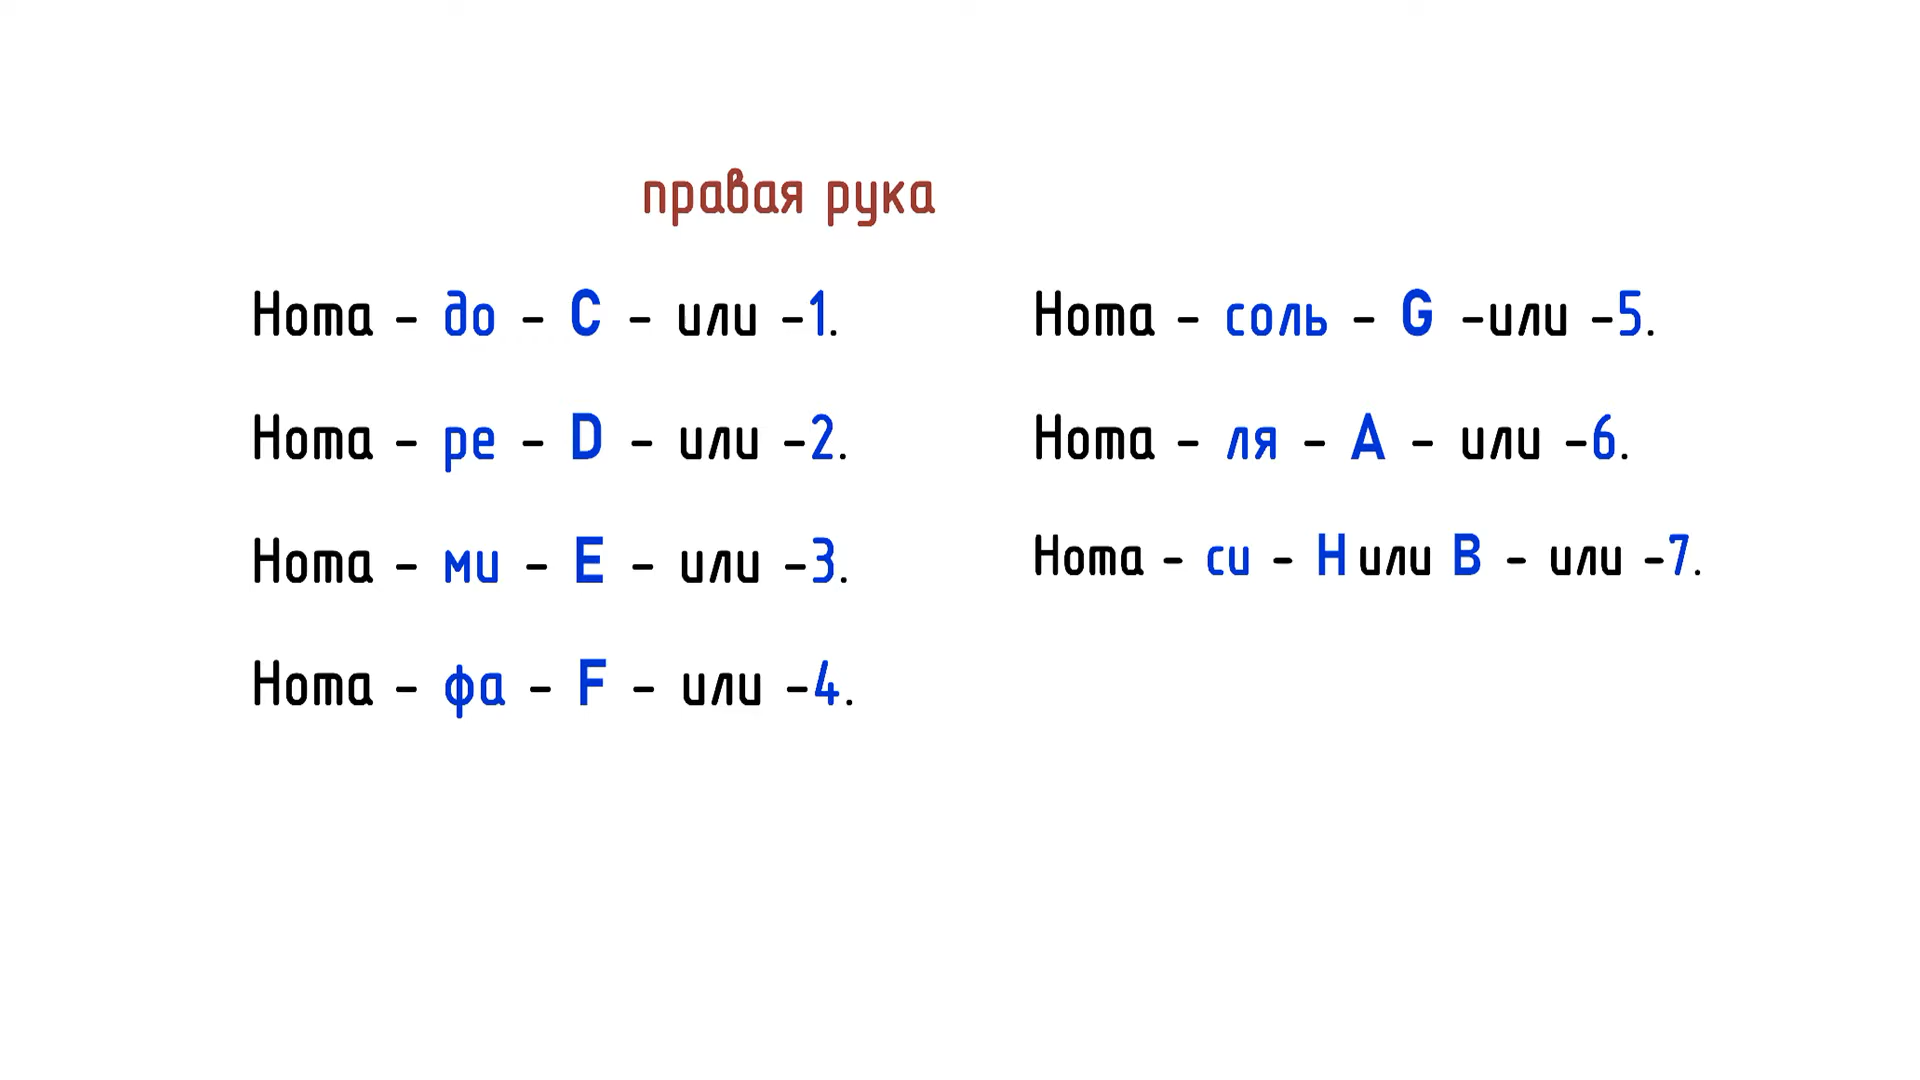 правая рука
Нота - до - C - или -1.
Нота - ре - D - или -2.
Нота - ми - E - или -3.
Нота - фа - F - или -4.
Нота - соль - G -или -5.
Нота - ля - A - или -6.
Нота - си - H или B - или -7.